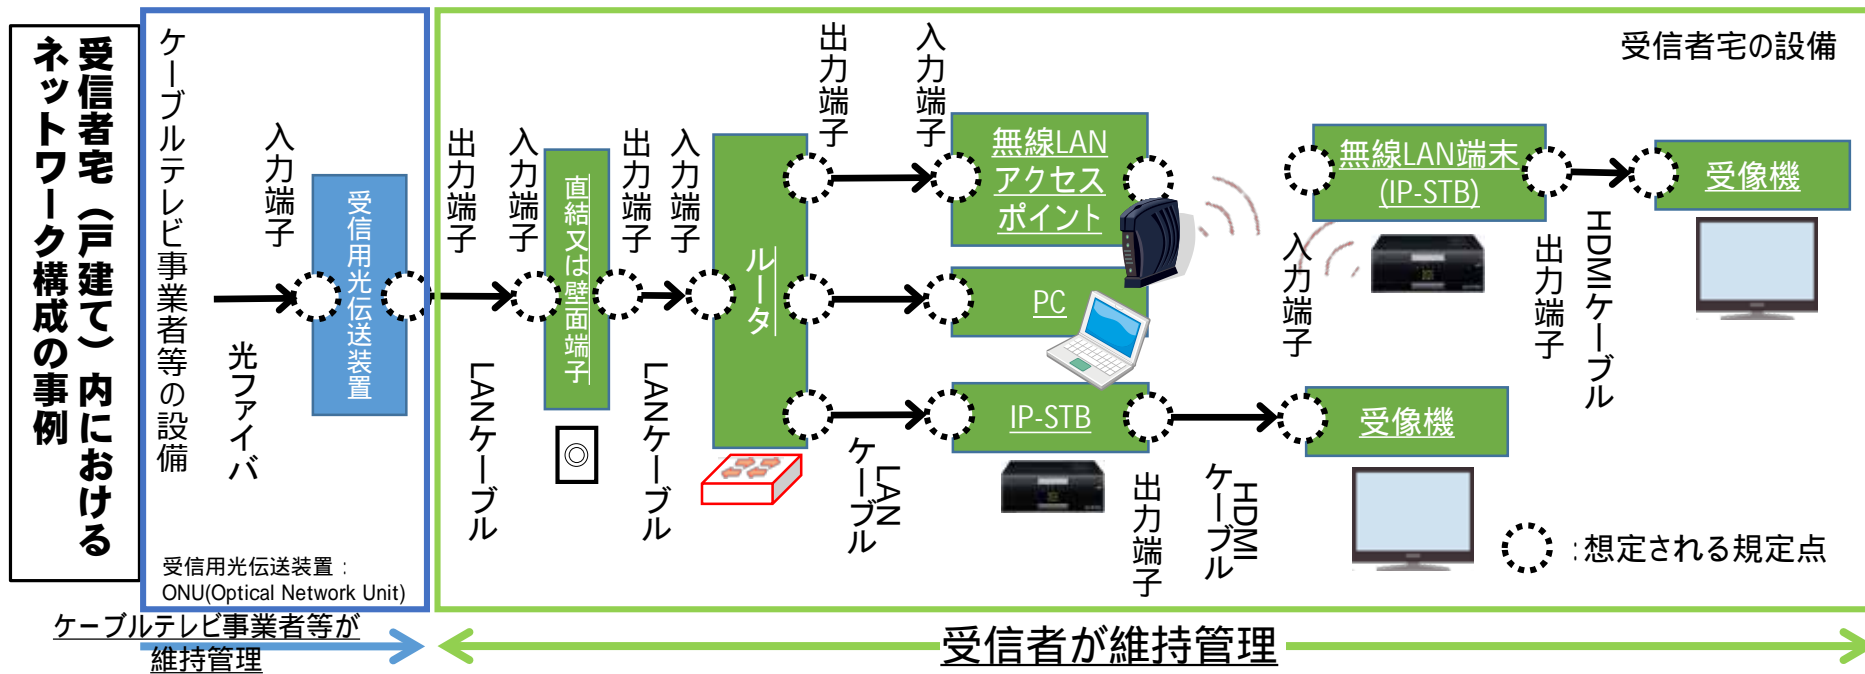 受信者宅（戸建て）内における
ネットワーク構成の事例
ケーブルテレビ事業者等の設備
入力端子
受信用光伝送装置
光ファイバ
受信用光伝送装置：
ONU(Optical Network Unit)
ケーブルテレビ事業者等が
維持管理
受信者宅の設備
出力端子
LANケーブル
入力端子
直結又は壁面端子
出力端子
LANケーブル
入力端子
ルータ
出力端子
入力端子
無線LAN
アクセス
ポイント
PC
LAN
ケーブル
IP-STB
出力端子
HDMI
ケーブル
受像機
入力端子
無線LAN端末
(IP-STB)
出力端子
HDMIケーブル
受像機
：想定される規定点
受信者が維持管理